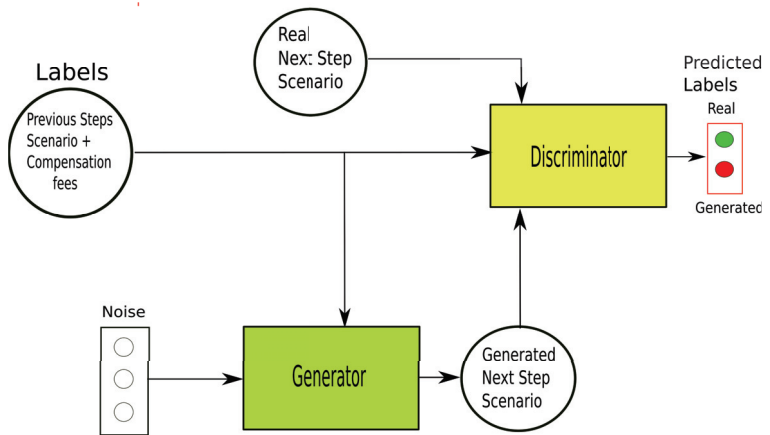 Real
Next Step
Scenario
Labels
Previous Steps
Scenario +
Compensation
fees
Discriminator
Predicted
Labels
Real
Generated
Noise
Generator
Generated
Next Step
Scenario